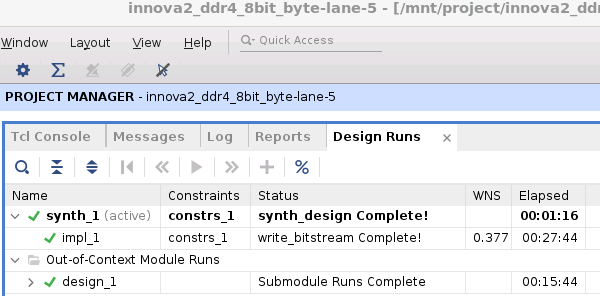 innova2_ddr4_8bit_byte-lane-5 - [/mnt/project/innova2_ddr
Window Layout View Help Quick Access
PROJECT MANAGER - innova2_ddr4_8bit_byte-lane-5
Tcl Console Messages Log Reports Design Runs
Name Constraints Status WNS Elapsed
synth_1 (active) constrs_1 synth_design Complete! 00:01:16
impl_1 constrs_1 write_bitstream Complete! 0.377 00:27:44
Out-of-Context Module Runs
design_1 Submodule Runs Complete 00:15:44